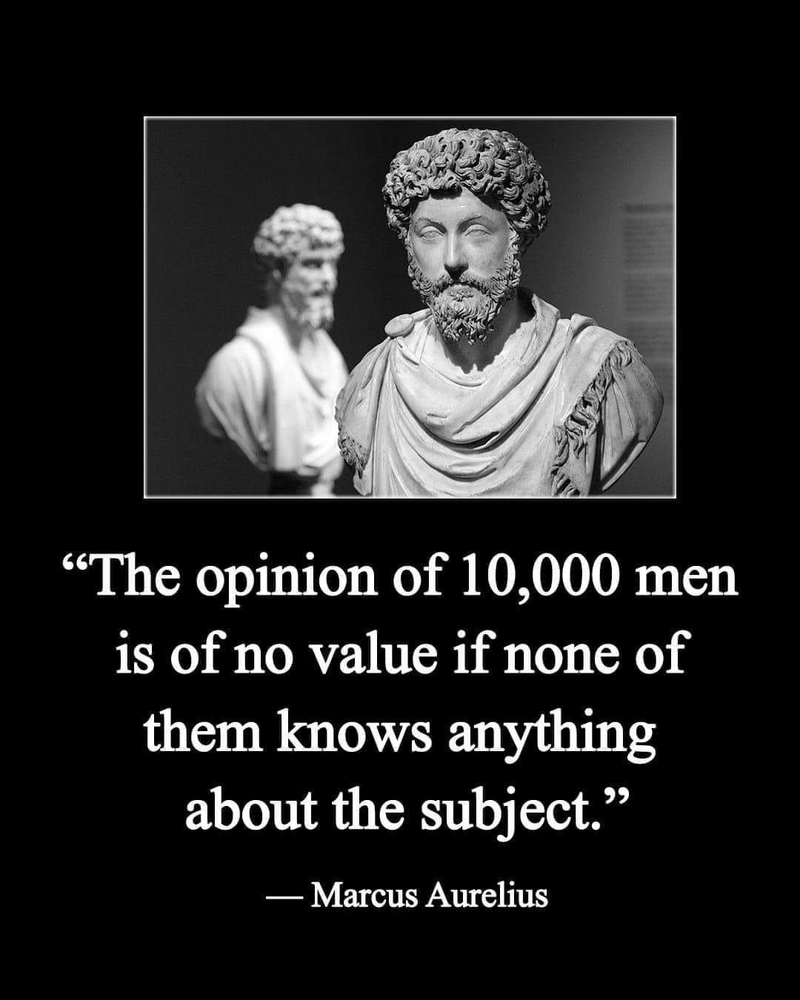 “The opinion of 10,000 men
is of no value if none of
them knows anything
about the subject.”
— Marcus Aurelius